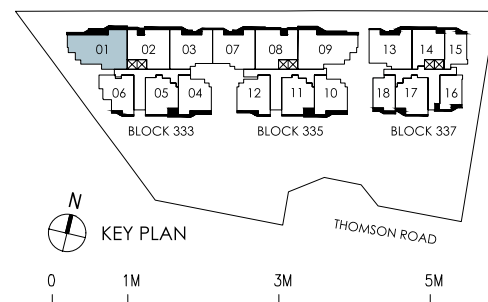 01 02 03 07 08 09 13 14 15
06 05 04 12 11 10 18 17 16
BLOCK 333 BLOCK 335 BLOCK 337
THOMSON ROAD
N
KEY PLAN
0 1M 3M 5M